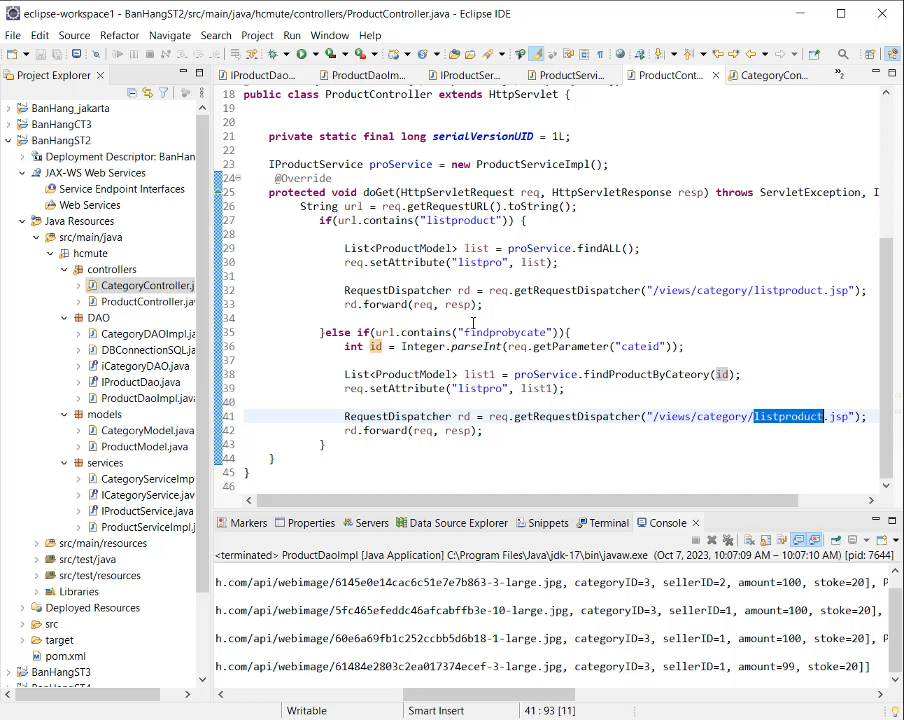 eclipse-workspace1 - BanHangST2/src/main/java/hcmute/controllers/ProductController.java - Eclipse IDE
File Edit Source Refactor Navigate Search Project Run Window Help
Project Explorer
IProductDao... ProductDaoIm... IProductSer... ProductServi... ProductCont... CategoryCon...
BanHang_jakarta
BanHangCT3
BanHangST2
Deployment Descriptor: BanHan
JAX-WS Web Services
Service Endpoint Interfaces
Web Services
Java Resources
src/main/java
hcmute
controllers
CategoryController.j
ProductController.jav
DAO
CategoryDAOImpl.j
DBConnectionSQL.j
iCategoryDAO.java
IProductDao.java
ProductDaoImpl.jav
models
CategoryModel.java
ProductModel.java
services
CategoryServiceImp
ICategoryService.jav
IProductService.java
ProductServiceImpl.
src/main/resources
src/test/java
src/test/resources
Libraries
Deployed Resources
src
target
pom.xml
BanHangST3
18 public class ProductController extends HttpServlet {
19
20
21 private static final long serialVersionUID = 1L;
22
23 IProductService proService = new ProductServiceImpl();
24 @Override
25 protected void doGet(HttpServletRequest req, HttpServletResponse resp) throws ServletException, I
26 String url = req.getRequestURL().toString();
27 if(url.contains("listproduct")) {
28
29 List<ProductModel> list = proService.findALL();
30 req.setAttribute("listpro", list);
31
32 RequestDispatcher rd = req.getRequestDispatcher("/views/category/listproduct.jsp");
33 rd.forward(req, resp);
34
35 }else if(url.contains("findprobycate")){
36 int id = Integer.parseInt(req.getParameter("cateid"));
37
38 List<ProductModel> list1 = proService.findProductByCateory(id);
39 req.setAttribute("listpro", list1);
40
41 RequestDispatcher rd = req.getRequestDispatcher("/views/category/listproduct.jsp");
42 rd.forward(req, resp);
43 }
44 }
45 }
46
Markers Properties Servers Data Source Explorer Snippets Terminal Console
<terminated> ProductDaoImpl [Java Application] C:\Program Files\Java\jdk-17\bin\javaw.exe (Oct 7, 2023, 10:07:09 AM – 10:07:10 AM) [pid: 7644]
h.com/api/webimage/6145e0e14cac6c51e7e7b863-3-large.jpg, categoryID=3, sellerID=2, amount=100, stoke=20], P
h.com/api/webimage/5fc465efeddc46afcabffb3e-10-large.jpg, categoryID=3, sellerID=1, amount=100, stoke=20],
h.com/api/webimage/60e6a69fb1c252ccbb5d6b18-1-large.jpg, categoryID=3, sellerID=1, amount=100, stoke=20], P
h.com/api/webimage/61484e2803c2ea017374ecef-3-large.jpg, categoryID=3, sellerID=1, amount=99, stoke=20]]
Writable Smart Insert 41 : 93 [11]